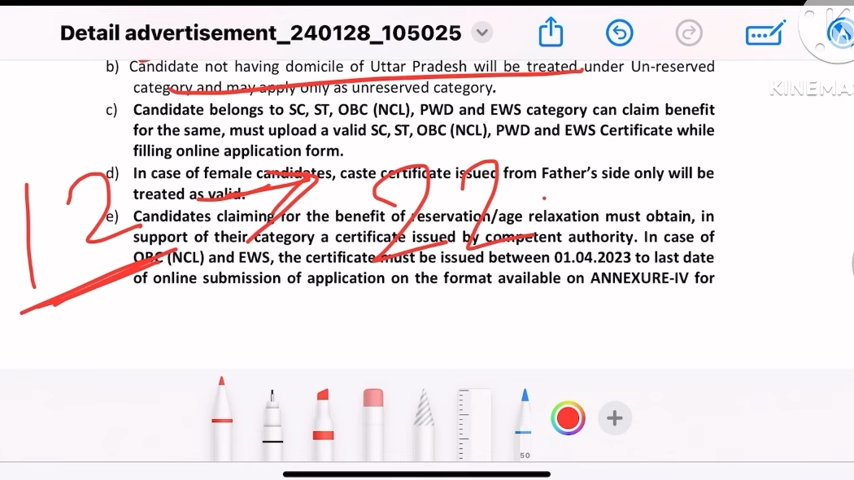 Detail advertisement_240128_105025
KINEMA
b) Candidate not having domicile of Uttar Pradesh will be treated under Un-reserved
category and may apply only as unreserved category.
c) Candidate belongs to SC, ST, OBC (NCL), PWD and EWS category can claim benefit
for the same, must upload a valid SC, ST, OBC (NCL), PWD and EWS Certificate while
filling online application form.
d) In case of female candidates, caste certificate issued from Father's side only will be
treated as valid.
e) Candidates claiming for the benefit of reservation/age relaxation must obtain, in
support of their category a certificate issued by competent authority. In case of
OBC (NCL) and EWS, the certificate must be issued between 01.04.2023 to last date
of online submission of application on the format available on ANNEXURE-IV for
12 → 22
50